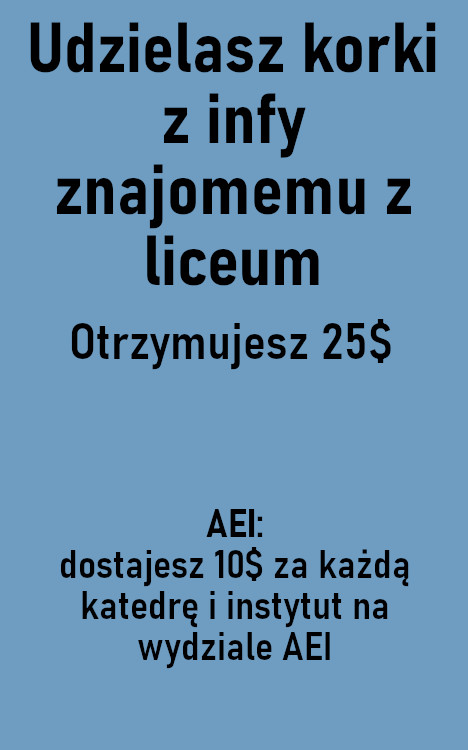 Udzielasz korki
z infy
znajomemu z
liceum
Otrzymujesz 25$
AEI:
dostajesz 10$ za każdą
katedrę i instytut na
wydziale AEI